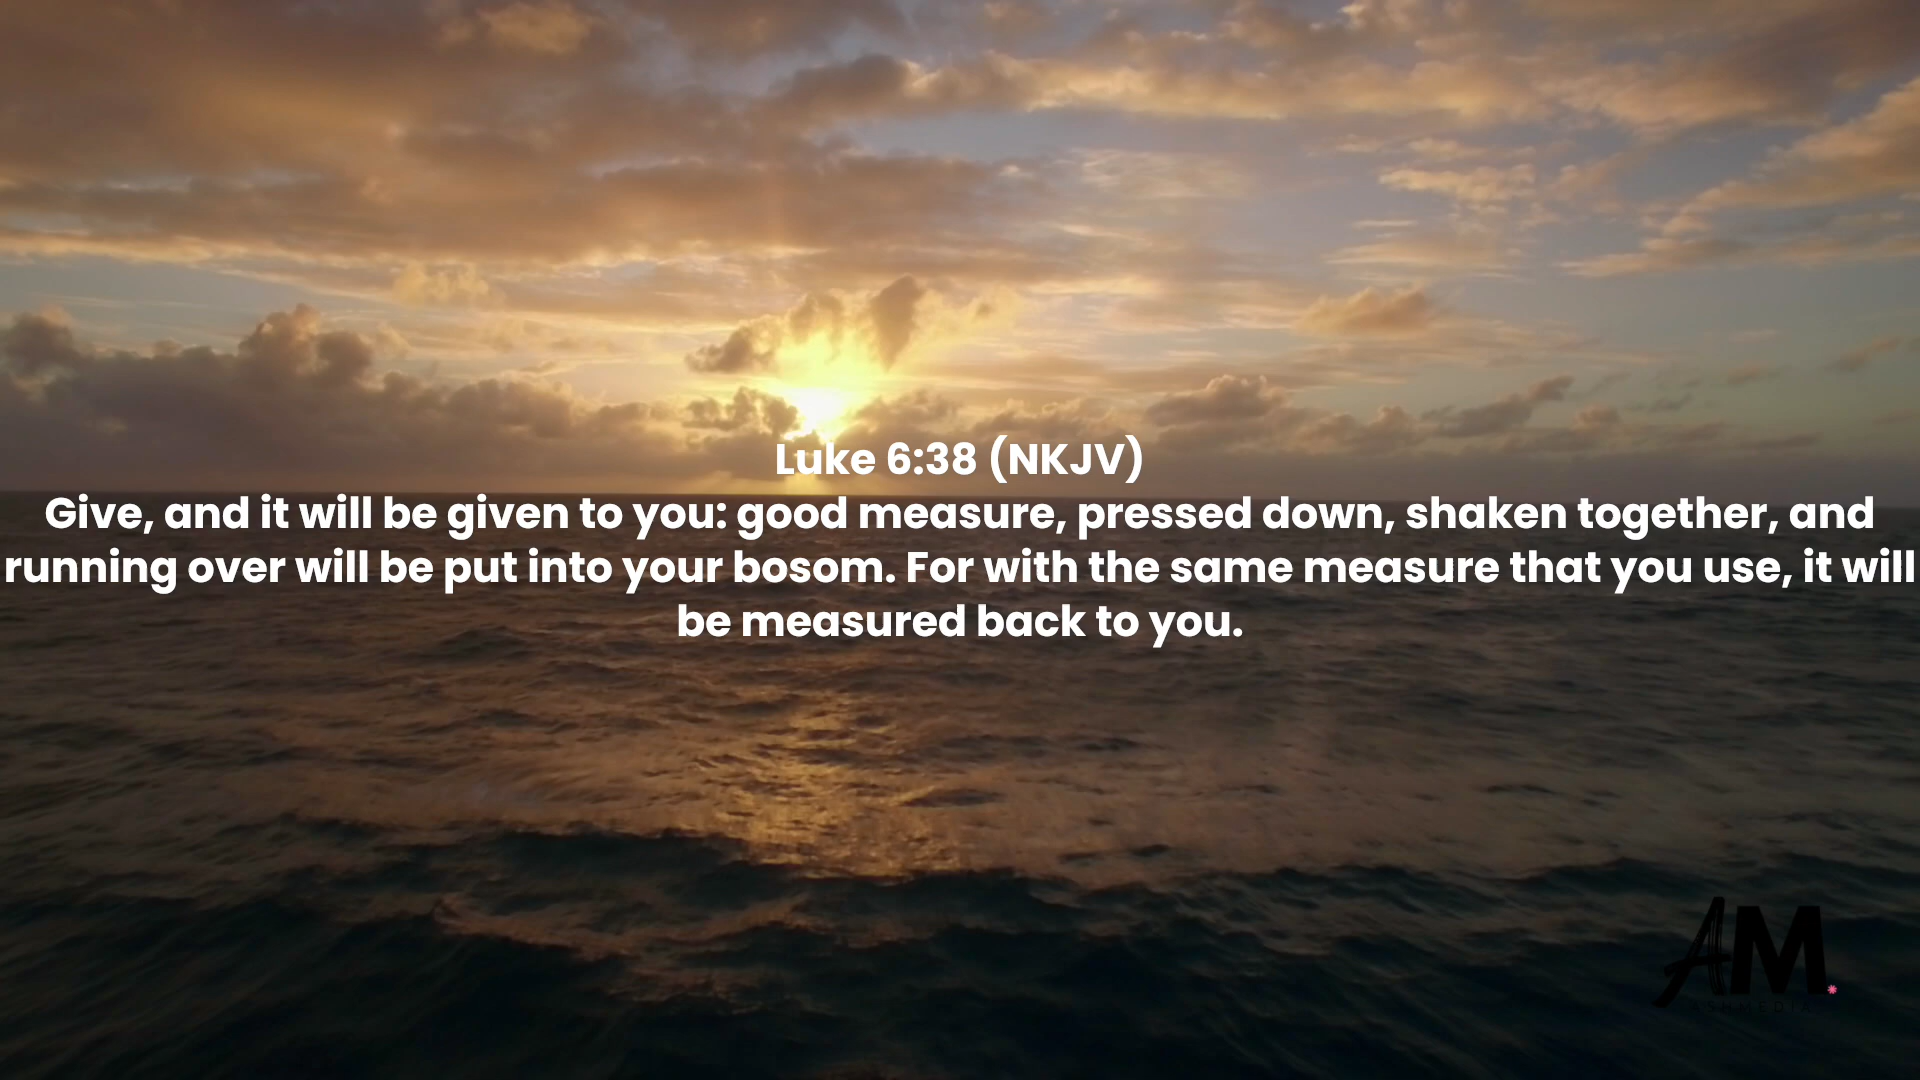 Luke 6:38 (NKJV)
Give, and it will be given to you: good measure, pressed down, shaken together, and
running over will be put into your bosom. For with the same measure that you use, it will
be measured back to you.
AM.